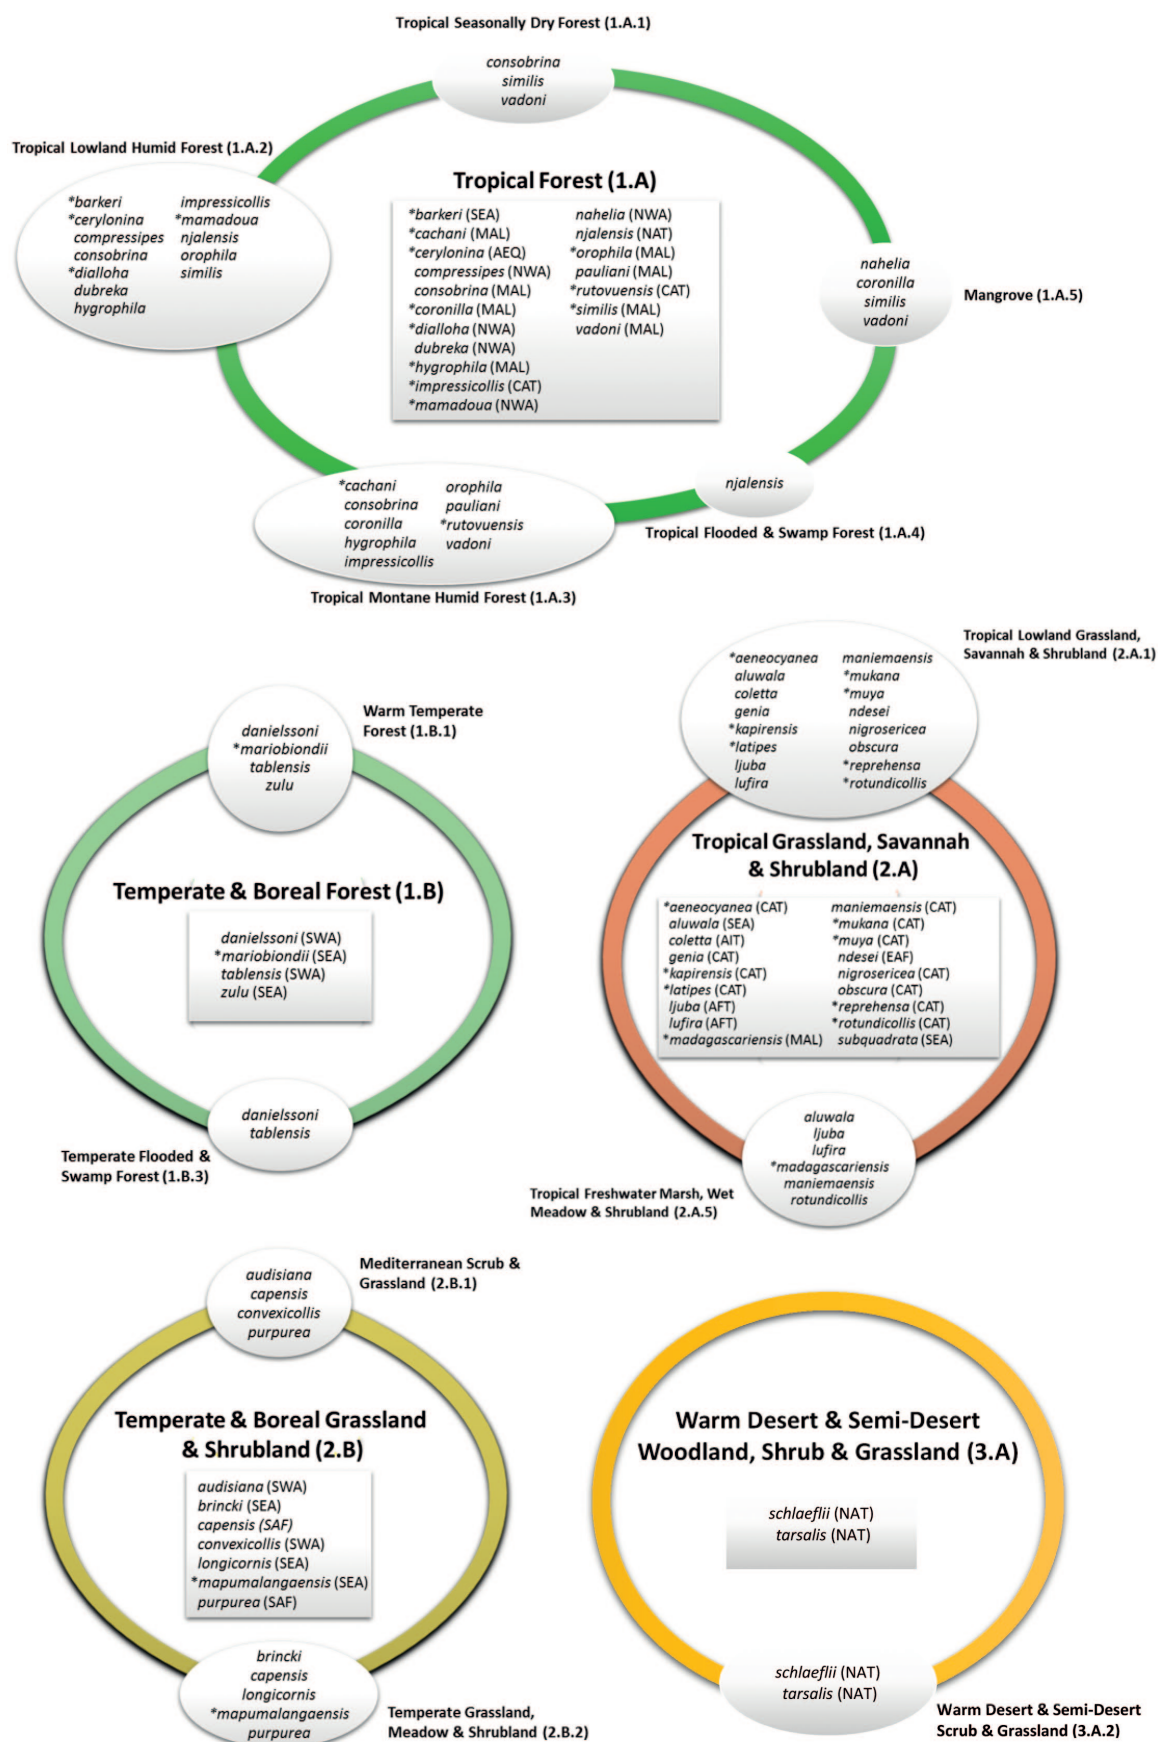 Tropical Seasonally Dry Forest (1.A.1)
consobrina
similis
vadoni
Tropical Lowland Humid Forest (1.A.2)
*barkeri
*cerylonina
compressipes
consobrina
*dialloha
dubreka
hygrophila
impressicollis
*mamadoua
njalensis
orophila
similis
Tropical Forest (1.A)
*barkeri (SEA)
*cachani (MAL)
*cerylonina (AEQ)
compressipes (NWA)
consobrina (MAL)
*coronilla (MAL)
*dialloha (NWA)
dubreka (NWA)
*hygrophila (MAL)
*impressicollis (CAT)
*mamadoua (NWA)
nahelia (NWA)
njalensis (NAT)
*orophila (MAL)
pauliani (MAL)
*rutovuensis (CAT)
*similis (MAL)
vadoni (MAL)
nahelia
coronilla
similis
vadoni
Mangrove (1.A.5)
*cachani
consobrina
coronilla
hygrophila
impressicollis
orophila
pauliani
*rutovuensis
vadoni
Tropical Montane Humid Forest (1.A.3)
njalensis
Tropical Flooded & Swamp Forest (1.A.4)
Warm Temperate
Forest (1.B.1)
danielssoni
*mariobiondii
tablensis
zulu
Temperate & Boreal Forest (1.B)
danielssoni (SWA)
*mariobiondii (SEA)
tablensis (SWA)
zulu (SEA)
danielssoni
tablensis
Temperate Flooded &
Swamp Forest (1.B.3)
Tropical Lowland Grassland,
Savannah & Shrubland (2.A.1)
*aeneocyanea
aluwala
coletta
genia
*kapirensis
*latipes
ljuba
lufira
maniemaensis
*mukana
*muya
ndesei
nigrosericea
obscura
*reprehensa
*rotundicollis
Tropical Grassland, Savannah
& Shrubland (2.A)
*aeneocyanea (CAT)
aluwala (SEA)
coletta (AIT)
genia (CAT)
*kapirensis (CAT)
*latipes (CAT)
ljuba (AFT)
lufira (AFT)
*madagascariensis (MAL)
maniemaensis (CAT)
*mukana (CAT)
*muya (CAT)
ndesei (EAF)
nigrosericea (CAT)
obscura (CAT)
*reprehensa (CAT)
*rotundicollis (CAT)
subquadrata (SEA)
aluwala
ljuba
lufira
*madagascariensis
maniemaensis
rotundicollis
Tropical Freshwater Marsh, Wet
Meadow & Shrubland (2.A.5)
Mediterranean Scrub &
Grassland (2.B.1)
audisiana
capensis
convexicollis
purpurea
Temperate & Boreal Grassland
& Shrubland (2.B)
audisiana (SWA)
brincki (SEA)
capensis (SAF)
convexicollis (SWA)
longicornis (SEA)
*mapumalangaensis (SEA)
purpurea (SAF)
brincki
capensis
longicornis
*mapumalangaensis
purpurea
Temperate Grassland,
Meadow & Shrubland (2.B.2)
Warm Desert & Semi-Desert
Woodland, Shrub & Grassland (3.A)
schlaeflii (NAT)
tarsalis (NAT)
schlaeflii (NAT)
tarsalis (NAT)
Warm Desert & Semi-Desert
Scrub & Grassland (3.A.2)